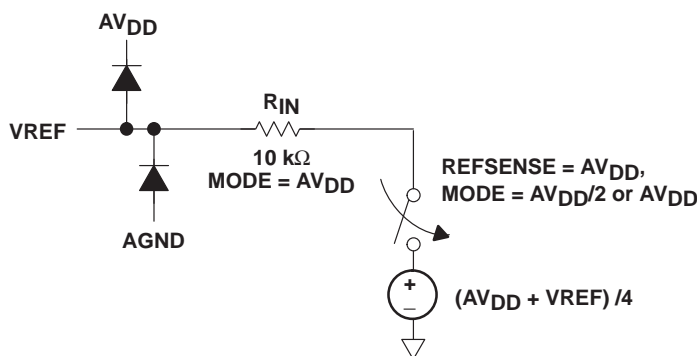 AVDD
VREF
RIN
10 kΩ
MODE = AVDD
AGND
REFSENSE = AVDD,
MODE = AVDD/2 or AVDD
+
–
(AVDD + VREF) /4